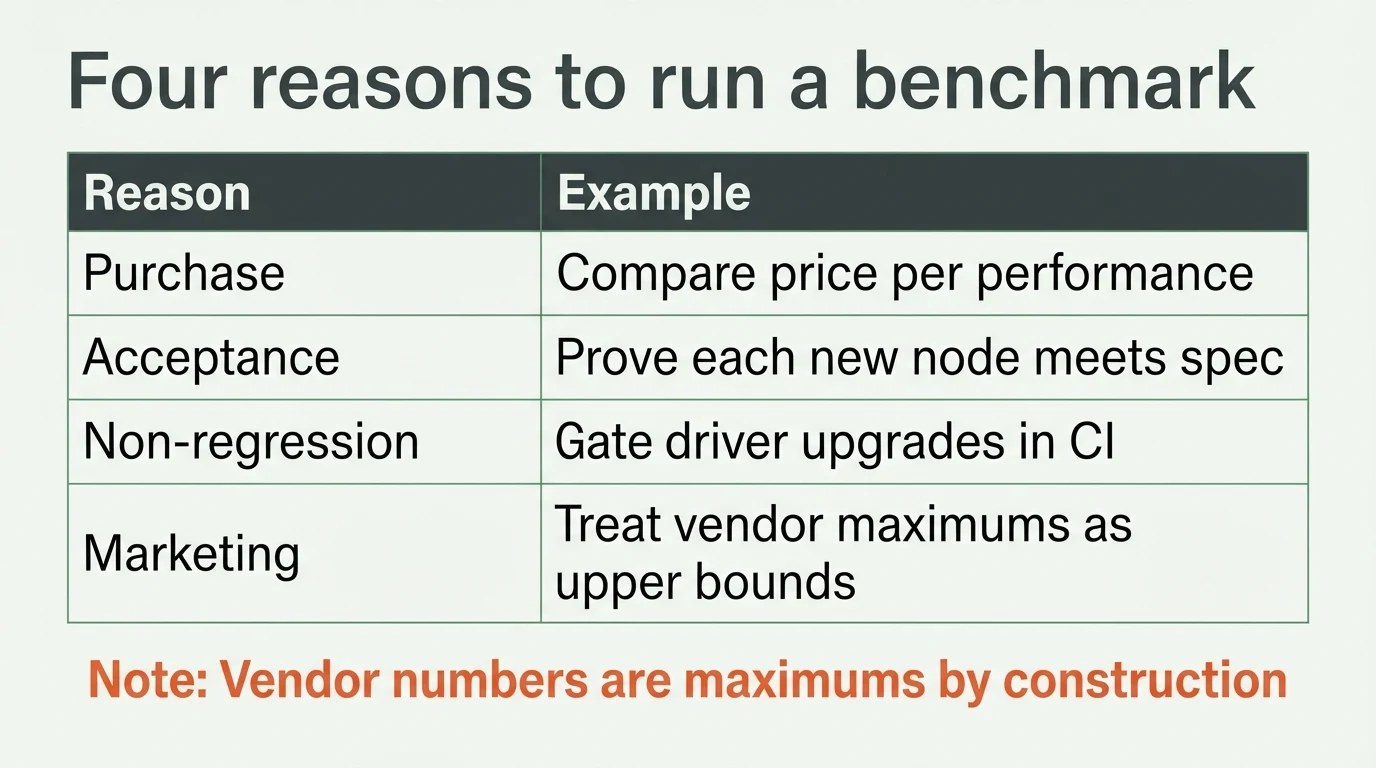 Four reasons to run a benchmark
Reason Example
Purchase Compare price per performance
Acceptance Prove each new node meets spec
Non-regression Gate driver upgrades in CI
Marketing Treat vendor maximums as
upper bounds
Note: Vendor numbers are maximums by construction